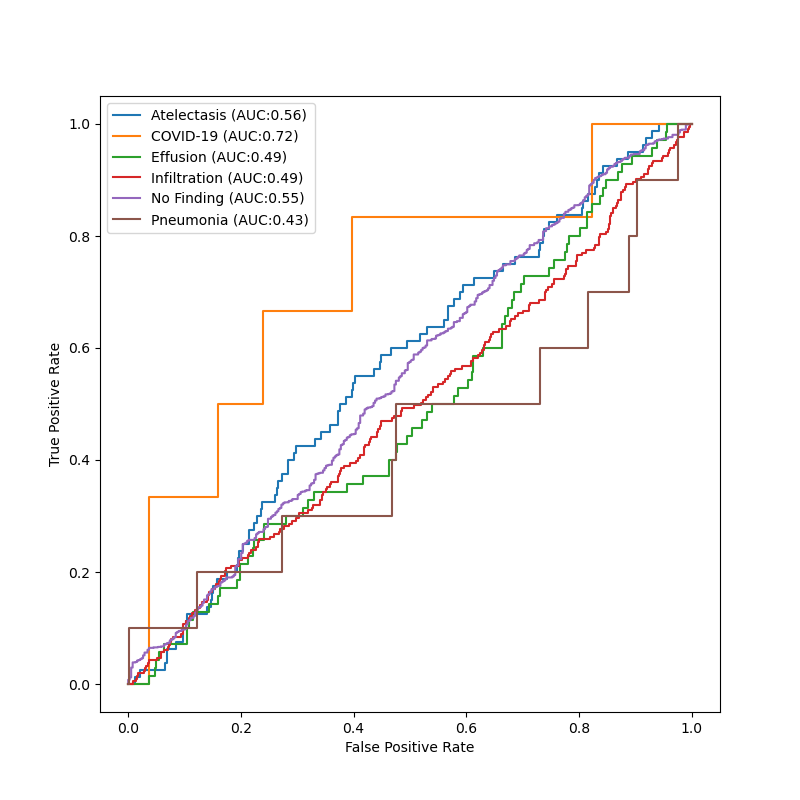 Atelectasis (AUC:0.56)
COVID-19 (AUC:0.72)
Effusion (AUC:0.49)
Infiltration (AUC:0.49)
No Finding (AUC:0.55)
Pneumonia (AUC:0.43)
1.0
0.8
0.6
0.4
0.2
0.0
True Positive Rate
0.0 0.2 0.4 0.6 0.8 1.0
False Positive Rate